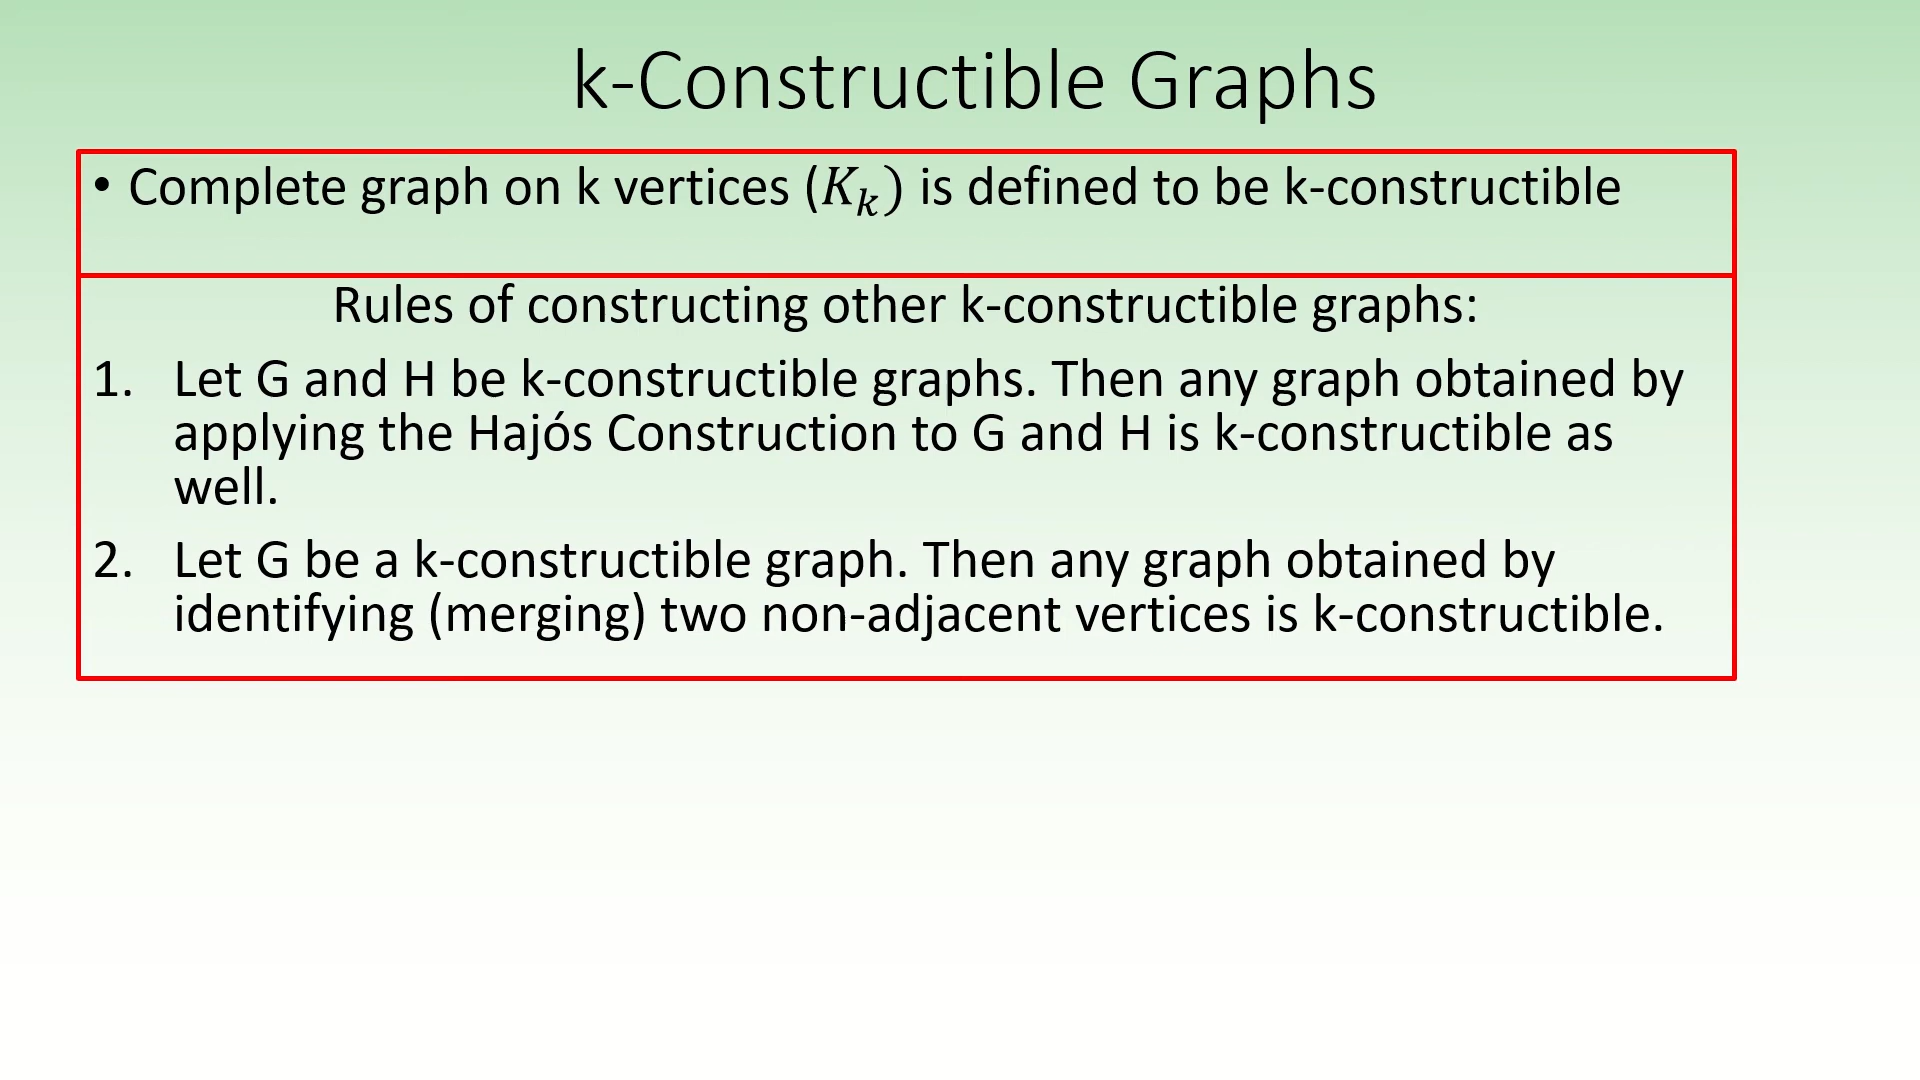 k-Constructible Graphs
• Complete graph on k vertices (𝐾ₖ) is defined to be k-constructible
Rules of constructing other k-constructible graphs:
1. Let G and H be k-constructible graphs. Then any graph obtained by
applying the Hajós Construction to G and H is k-constructible as
well.
2. Let G be a k-constructible graph. Then any graph obtained by
identifying (merging) two non-adjacent vertices is k-constructible.